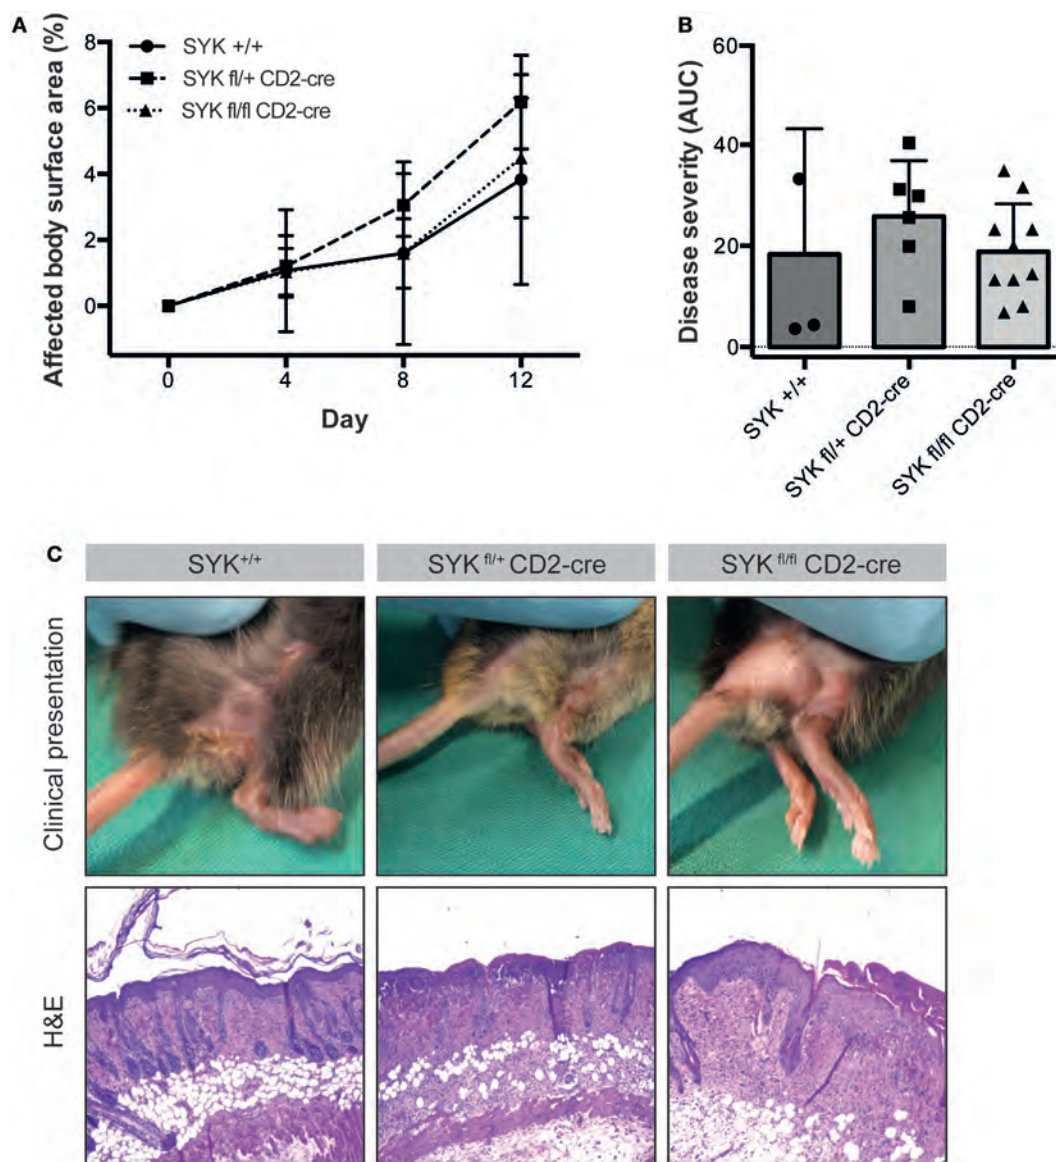 A
Affected body surface area (%)
8
6
4
2
0
SYK +/+
SYK fl/+ CD2-cre
SYK fl/fl CD2-cre
0 4 8 12
Day
B
Disease severity (AUC)
60
40
20
0
SYK +/+
SYK fl/+ CD2-cre
SYK fl/fl CD2-cre
C
SYK+/+ SYK fl/+ CD2-cre SYK fl/fl CD2-cre
Clinical presentation
H&E